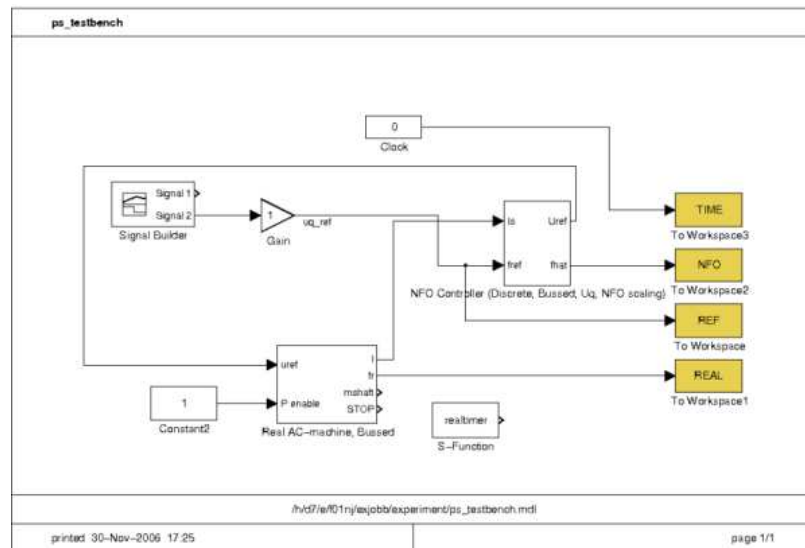 ps_testbench
0
Clock
Signal 1
Signal 2
Signal Builder
1
Gain
uq_ref
Is
fref
Uref
fhat
NFO Controller (Discrete, Bussed, Uq, NFO scaling)
TIME
To Workspace3
NFO
To Workspace2
REF
To Workspace
REAL
To Workspace1
uref
P enable
I
fr
mshaft
STOP
Real AC-machine, Bussed
1
Constant2
realtimer
S-Function
/h/d7/e/f01nj/exjobb/experiment/ps_testbench.mdl
printed 30-Nov-2006 17:25
page 1/1